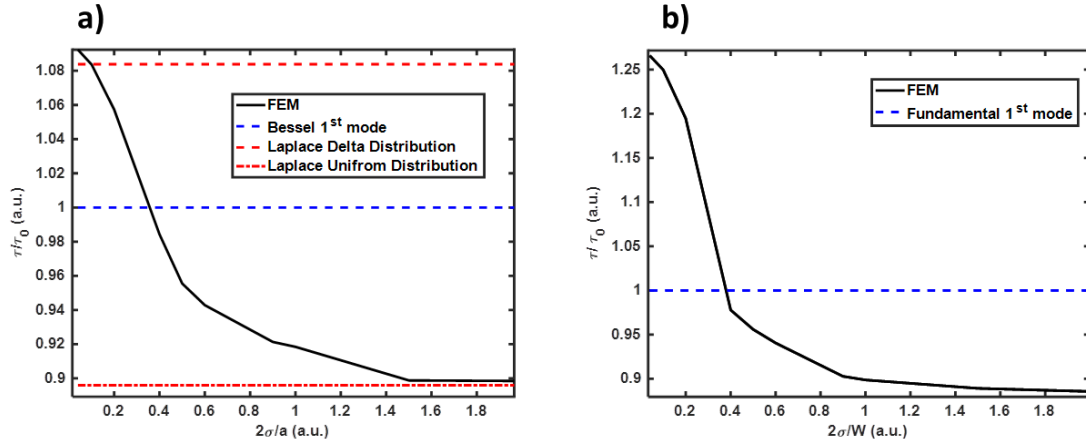 a)
1.08
1.06
1.04
1.02
1
0.98
0.96
0.94
0.92
0.9
τ/τ0 (a.u.)
FEM
Bessel 1st mode
Laplace Delta Distribution
Laplace Unifrom Distribution
0.2 0.4 0.6 0.8 1 1.2 1.4 1.6 1.8
2σ/a (a.u.)
b)
1.25
1.2
1.15
1.1
1.05
1
0.95
0.9
τ/ τ0 (a.u.)
FEM
Fundamental 1st mode
0.2 0.4 0.6 0.8 1 1.2 1.4 1.6 1.8
2σ/W (a.u.)